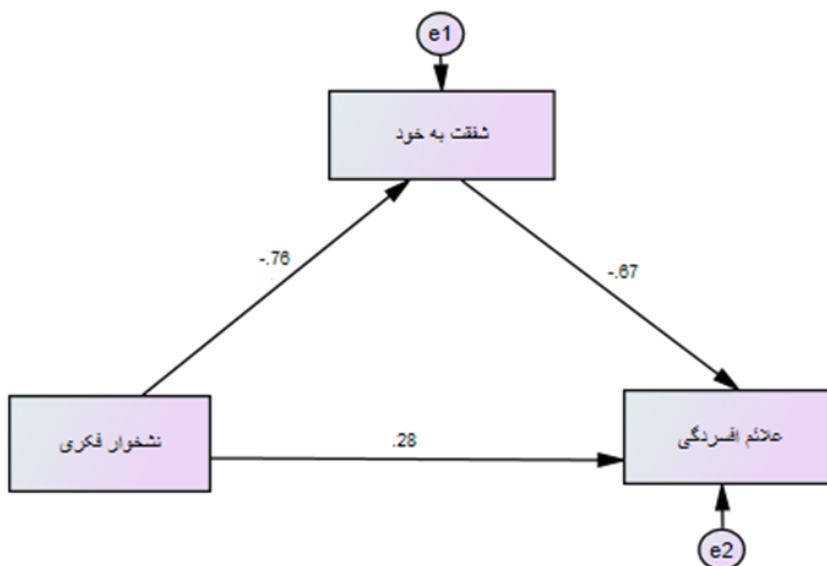 e1
شفقت به خود
-.76
-.67
نشخوار فکری
.28
علائم افسردگی
e2